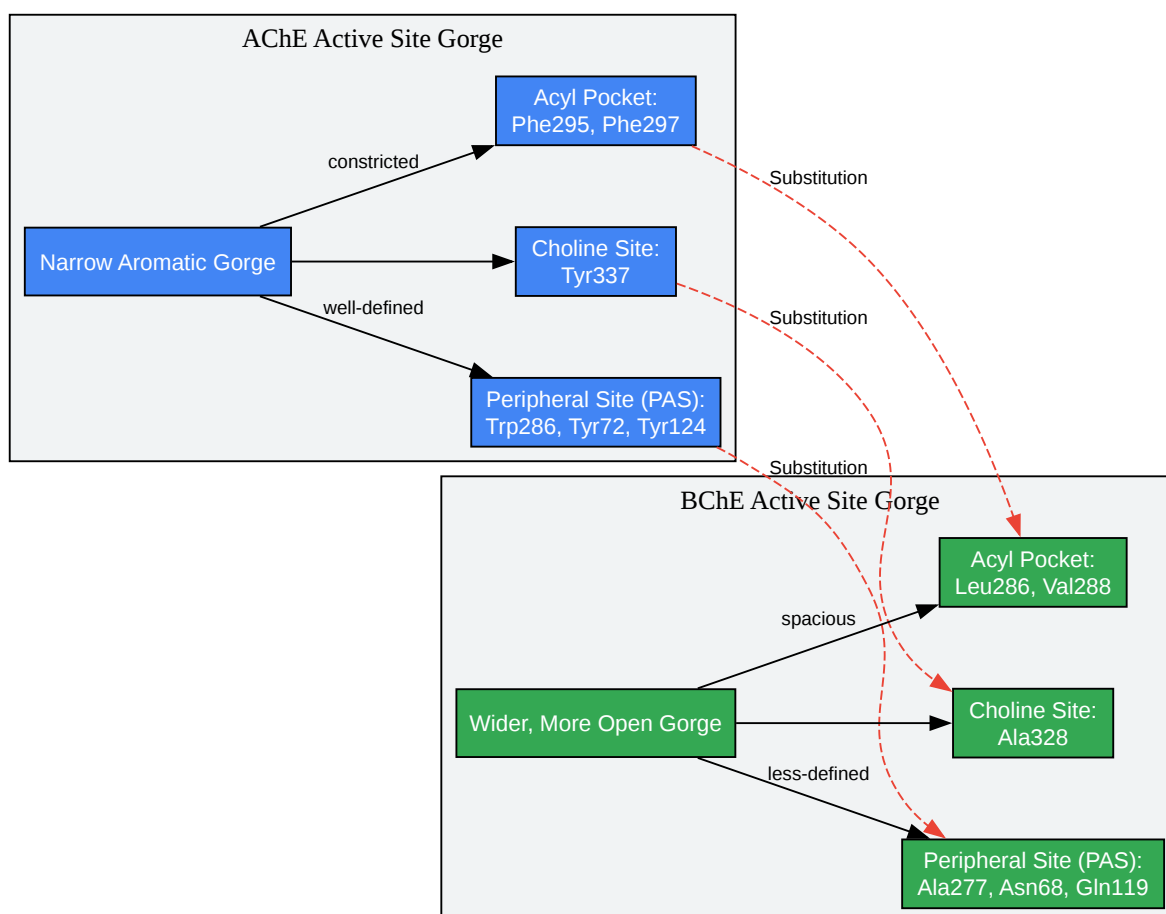 AChE Active Site Gorge
Acyl Pocket:
Phe295, Phe297
constricted
Substitution
Narrow Aromatic Gorge
Choline Site:
Tyr337
well-defined
Substitution
Peripheral Site (PAS):
Trp286, Tyr72, Tyr124
Substitution
BChE Active Site Gorge
Acyl Pocket:
Leu286, Val288
spacious
Wider, More Open Gorge
Choline Site:
Ala328
less-defined
Peripheral Site (PAS):
Ala277, Asn68, Gln119